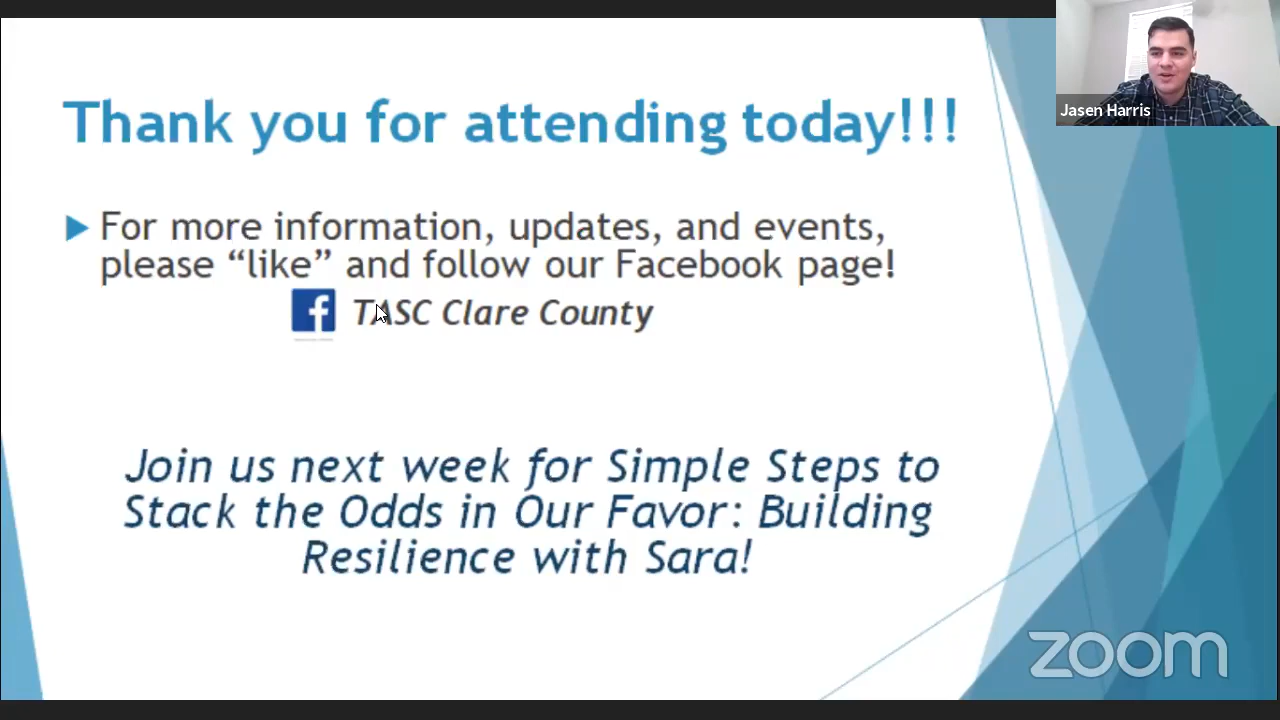 Jasen Harris
Thank you for attending today!!!
For more information, updates, and events,
please “like” and follow our Facebook page!
f TASC Clare County
Join us next week for Simple Steps to
Stack the Odds in Our Favor: Building
Resilience with Sara!
zoom